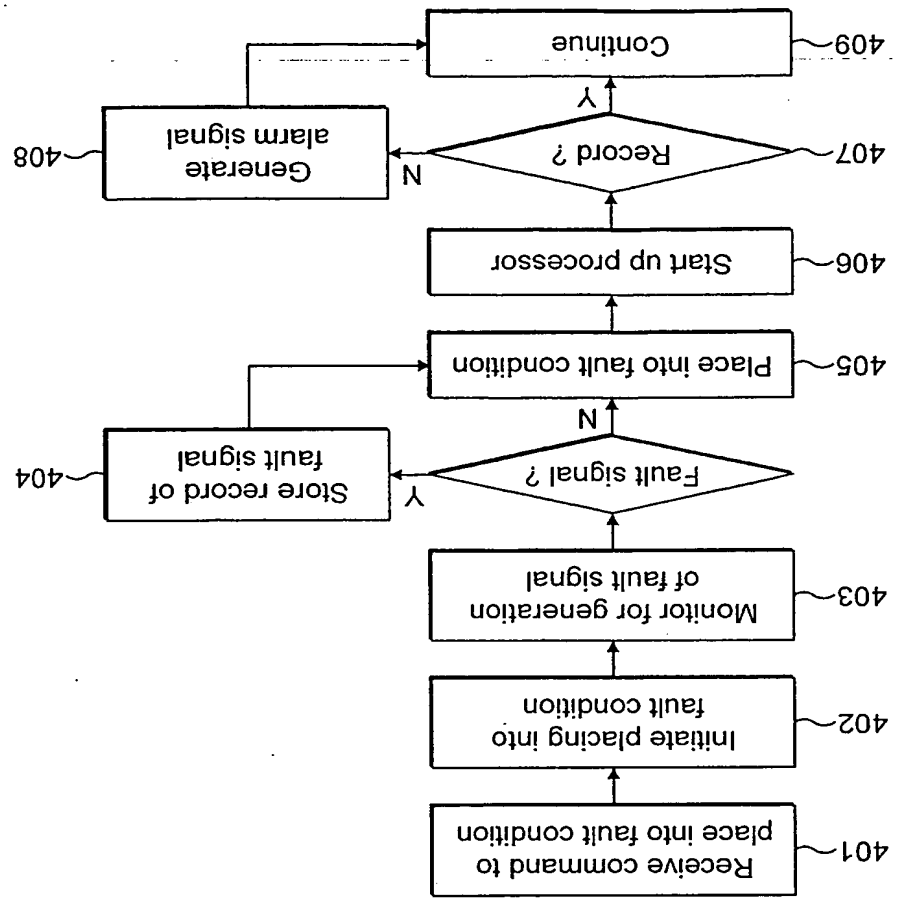 401
Receive command to
place into fault condition
402
Initiate placing into
fault condition
403
Monitor for generation
of fault signal
Fault signal ?
Y
N
404
Store record of
fault signal
405
Place into fault condition
406
Start up processor
407
Record ?
N
Y
408
Generate
alarm signal
409
Continue